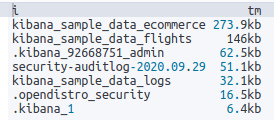 i tm
kibana_sample_data_ecommerce 273.9kb
kibana_sample_data_flights 146kb
.kibana_92668751_admin 62.5kb
security-auditlog-2020.09.29 51.1kb
kibana_sample_data_logs 32.1kb
.opendistro_security 16.5kb
.kibana_1 6.4kb